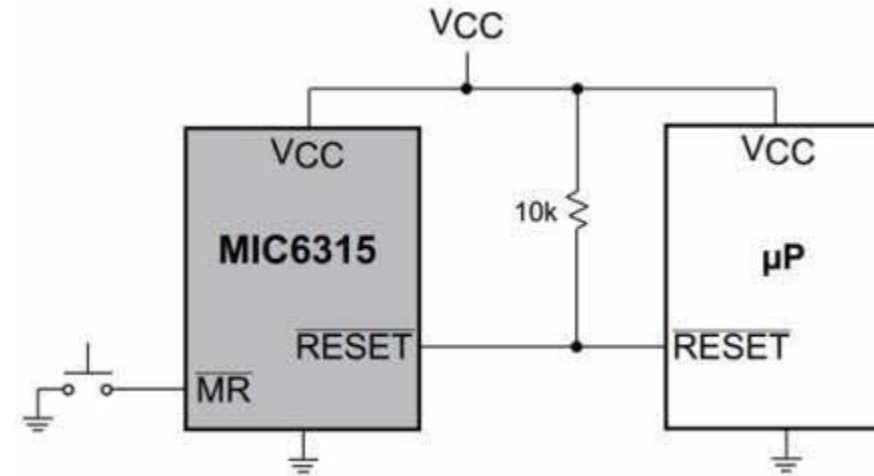 VCC
VCC
VCC
10k
MIC6315
µP
RESET
RESET
MR